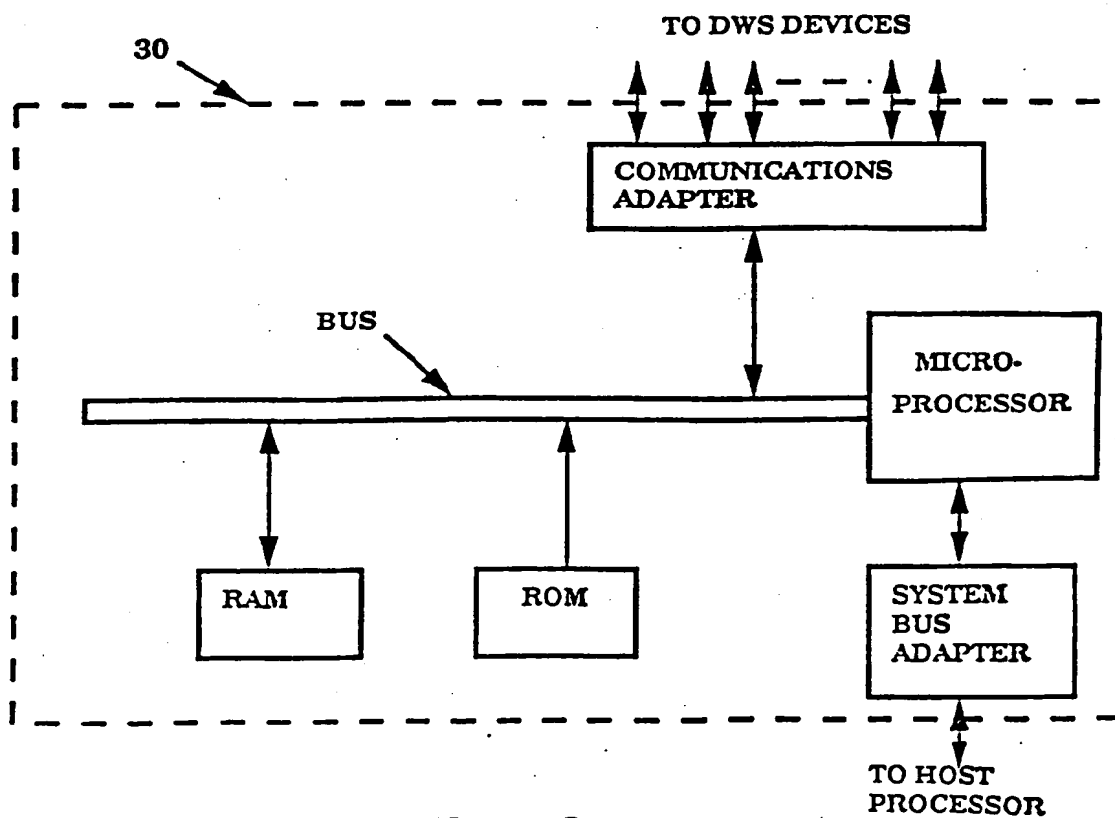 TO DWS DEVICES
30
COMMUNICATIONS
ADAPTER
BUS
MICRO-
PROCESSOR
RAM
ROM
SYSTEM
BUS
ADAPTER
TO HOST
PROCESSOR